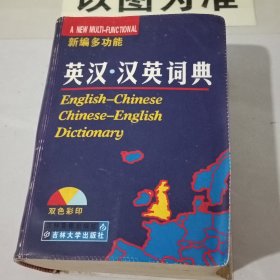 以图为准
A NEW MULTI-FUNCTIONAL
新编多功能
英汉·汉英词典
English–Chinese
Chinese–English
Dictionary
双色彩印
吉林大学出版社